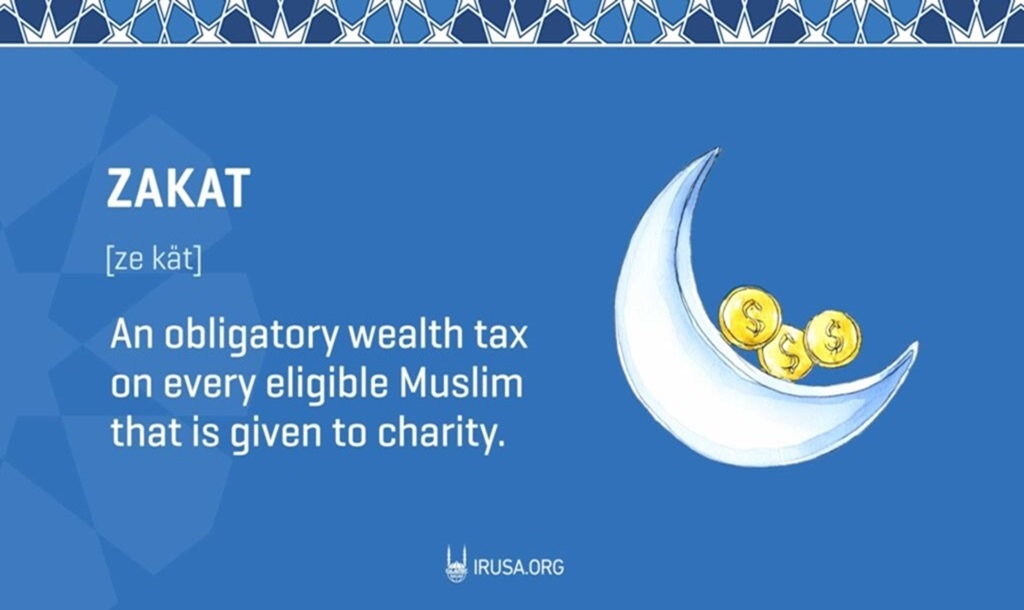 ZAKAT
[ze kät]
An obligatory wealth tax
on every eligible Muslim
that is given to charity.
IRUSA.ORG